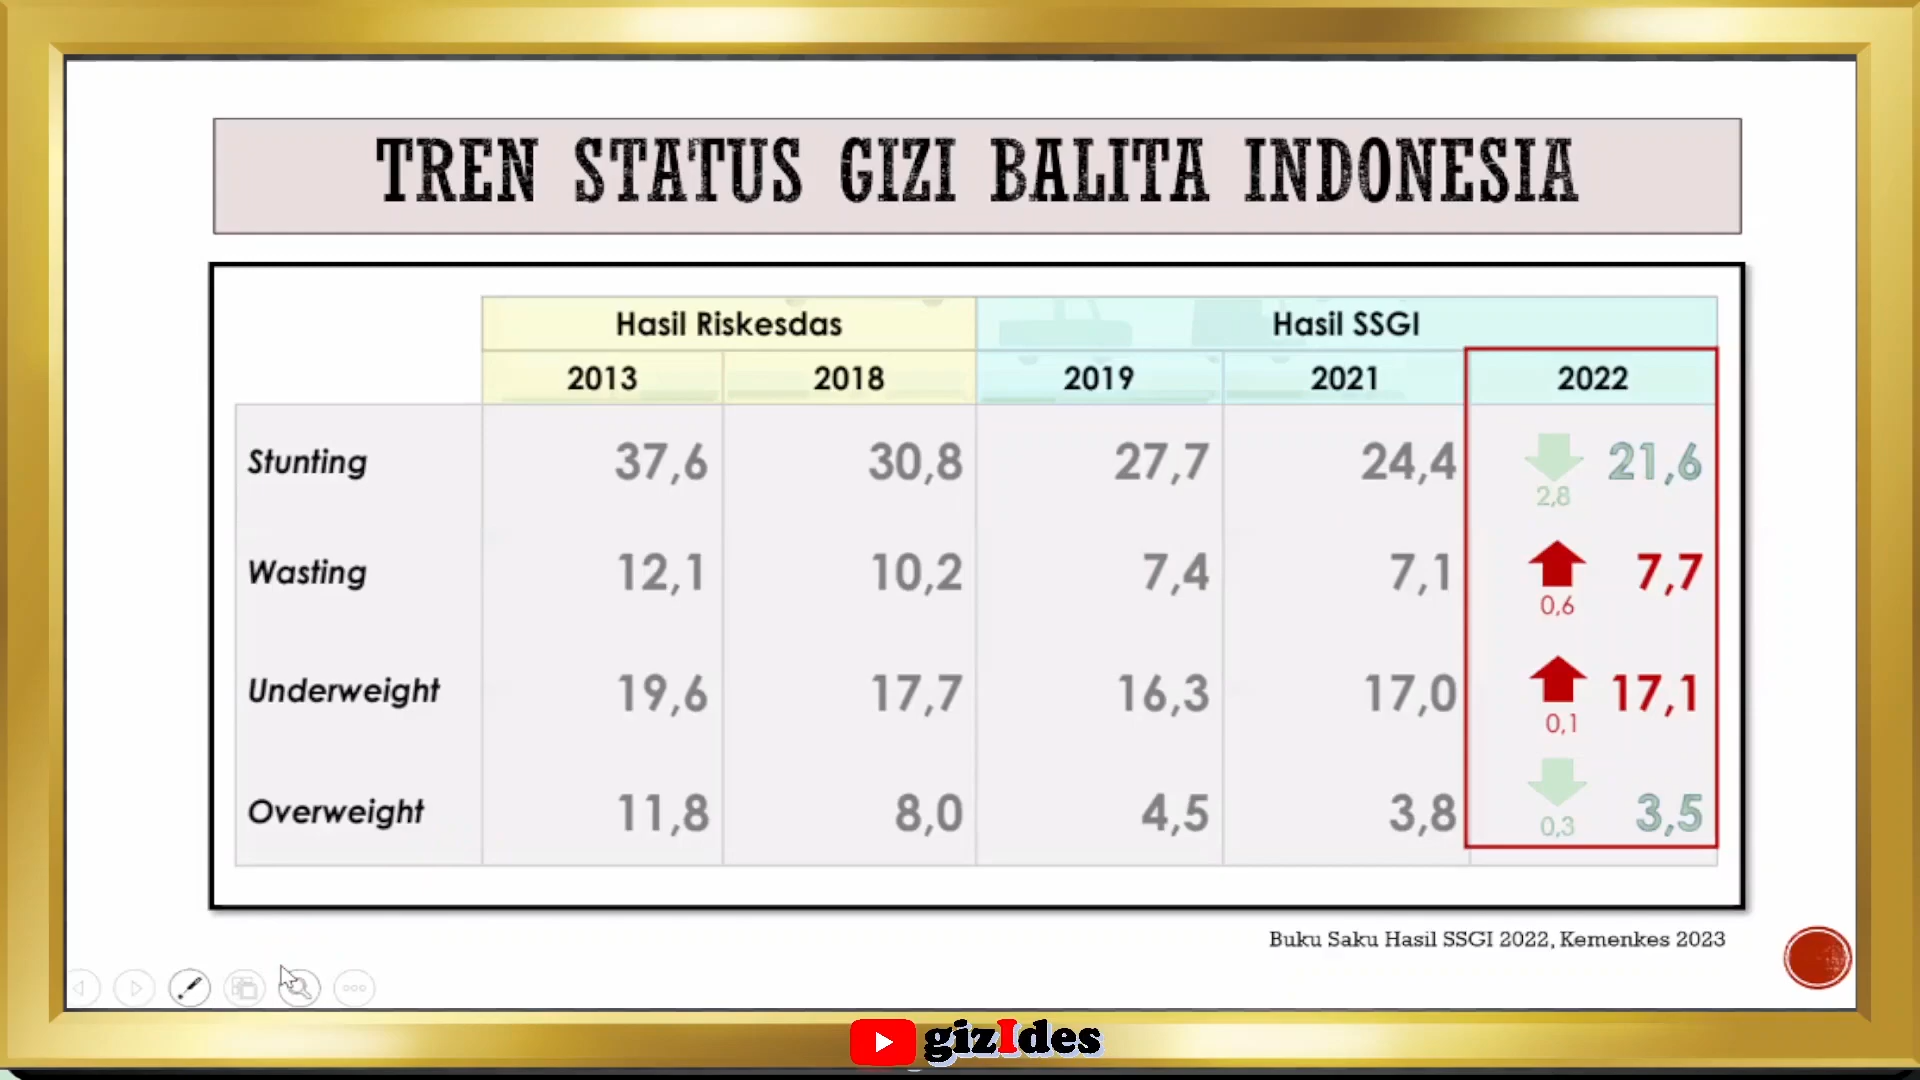 TREN STATUS GIZI BALITA INDONESIA
Hasil Riskesdas Hasil SSGI
2013 2018 2019 2021 2022
Stunting 37,6 30,8 27,7 24,4 21,6
2,8
Wasting 12,1 10,2 7,4 7,1 7,7
0,6
Underweight 19,6 17,7 16,3 17,0 17,1
0,1
Overweight 11,8 8,0 4,5 3,8 3,5
0,3
Buku Saku Hasil SSGI 2022, Kemenkes 2023
gizIdes